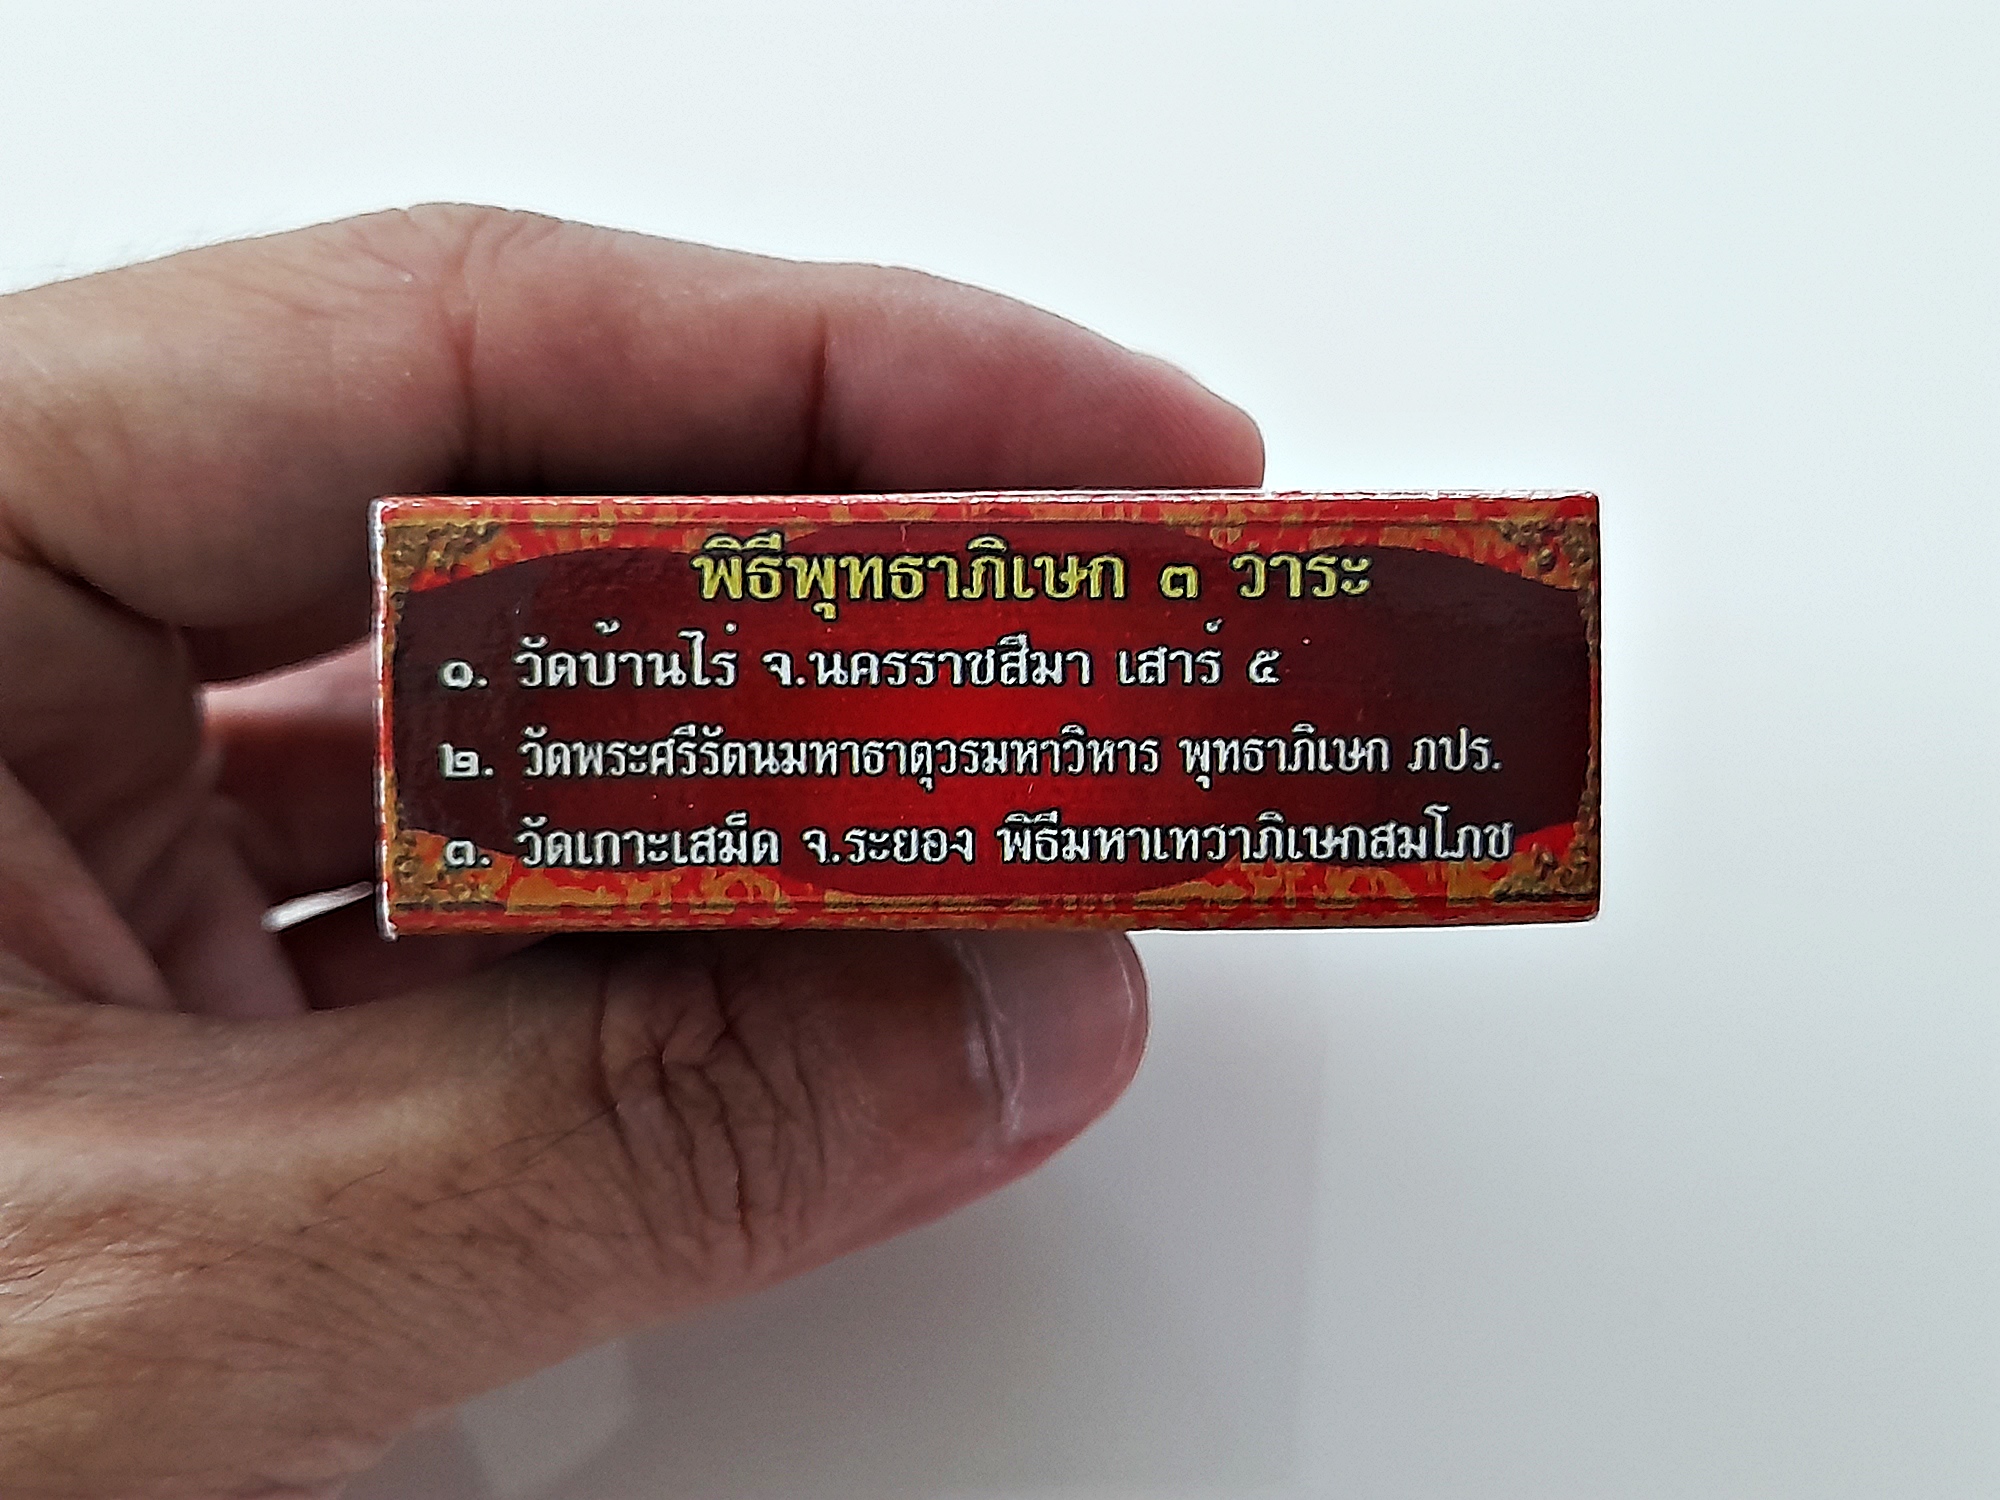 พิธีพุทธาภิเษก ๓ วาระ
๑. วัดบ้านไร่ จ.นครราชสีมา เสาร์ ๕
๒. วัดพระศรีรัตนมหาธาตุวรมหาวิหาร พุทธาภิเษก ภปร.
๓. วัดเกาะเสม็ด จ.ระยอง พิธีมหาเทวาภิเษกสมโภช